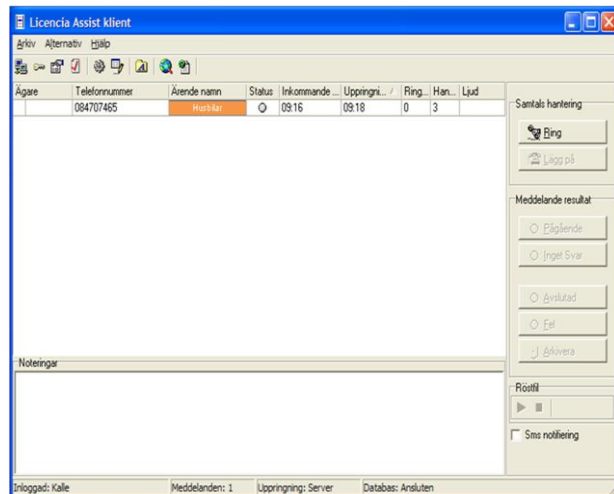 Licencia Assist klient
Arkiv Alternativ Hjälp
Ägare Telefonnummer Ärende namn Status Inkommande ... Uppringni... Ring... Han... Ljud
084707465 Husbilar 09:16 09:18 0 3
Samtals hantering
Ring
Lägg på
Meddelande resultat
Pågående
Inget Svar
Avslutad
Fel
Arkivera
Noteringar
Röstfil
Sms notifiering
Inloggad: Kalle Meddelanden: 1 Uppringning: Server Databas: Ansluten